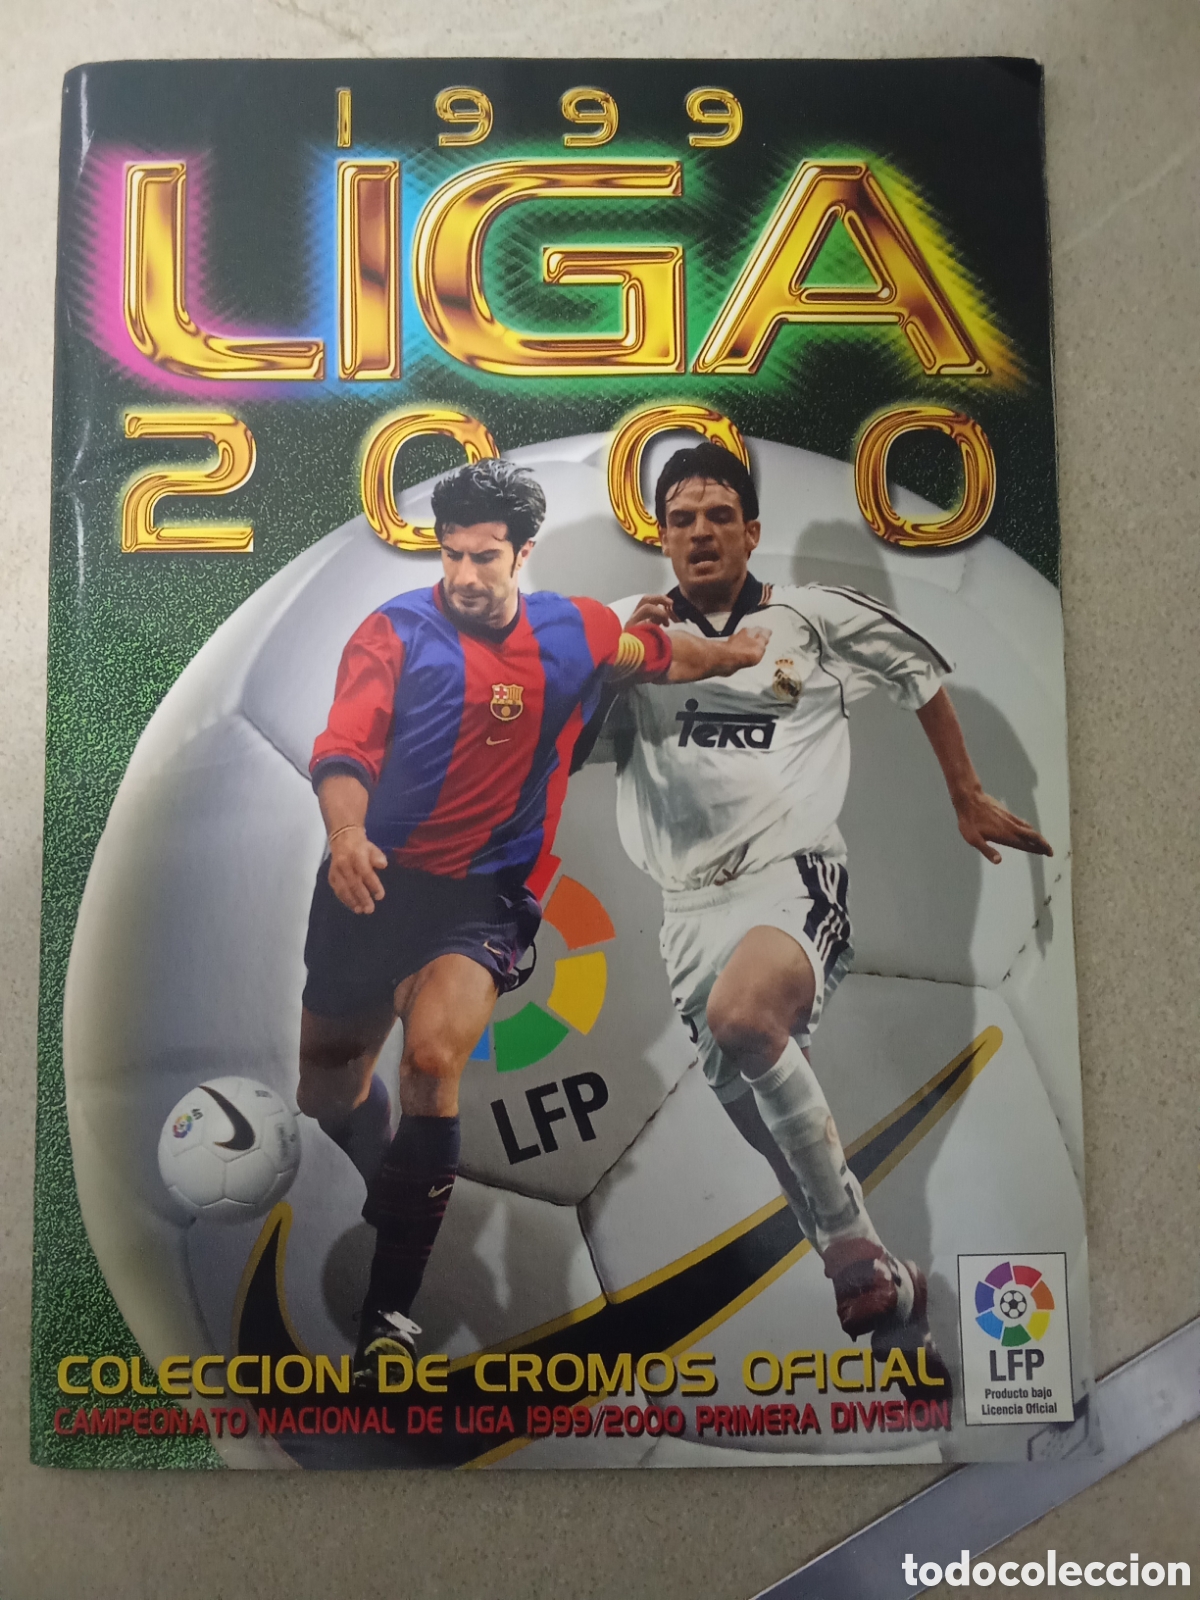 1999
LIGA
2000
TEKA
LFP
COLECCION DE CROMOS OFICIAL
CAMPEONATO NACIONAL DE LIGA 1999/2000 PRIMERA DIVISION
LFP
Producto bajo
Licencia Oficial
todocoleccion